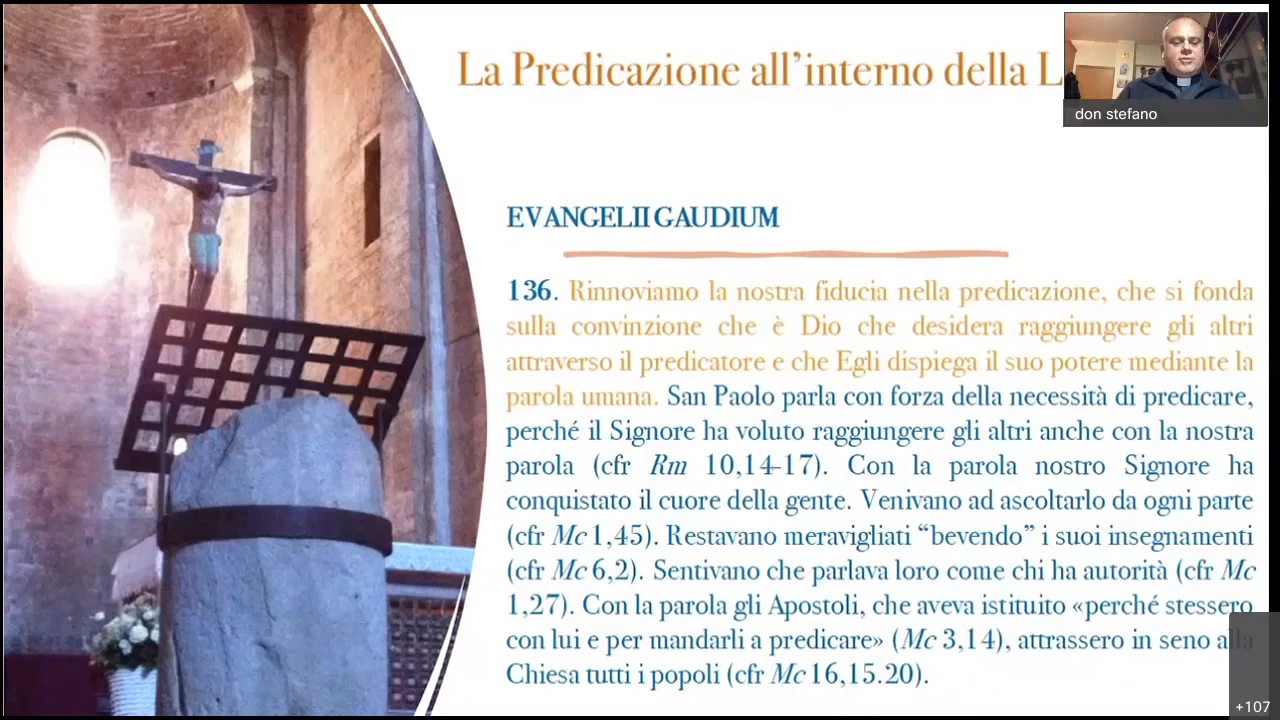 La Predicazione all'interno della L
don stefano
EVANGELII GAUDIUM
136. Rinnoviamo la nostra fiducia nella predicazione, che si fonda
sulla convinzione che è Dio che desidera raggiungere gli altri
attraverso il predicatore e che Egli dispiega il suo potere mediante la
parola umana. San Paolo parla con forza della necessità di predicare,
perché il Signore ha voluto raggiungere gli altri anche con la nostra
parola (cfr Rm 10,14-17). Con la parola nostro Signore ha
conquistato il cuore della gente. Venivano ad ascoltarlo da ogni parte
(cfr Mc 1,45). Restavano meravigliati “bevendo” i suoi insegnamenti
(cfr Mc 6,2). Sentivano che parlava loro come chi ha autorità (cfr Mc
1,27). Con la parola gli Apostoli, che aveva istituito «perché stessero
con lui e per mandarli a predicare» (Mc 3,14), attrassero in seno alla
Chiesa tutti i popoli (cfr Mc 16,15.20).
+107